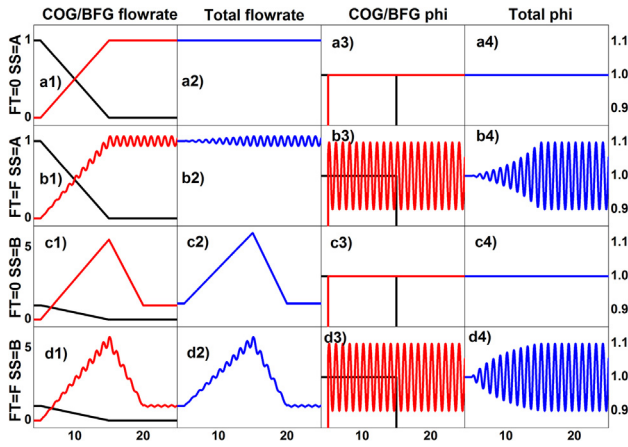 COG/BFG flowrate Total flowrate COG/BFG phi Total phi
FT=0 SS=A 1 0 a1) a2) a3) a4) 1.1 1.0 0.9
FT=F SS=A 1 0 b1) b2) b3) b4) 1.1 1.0 0.9
FT=0 SS=B 5 0 c1) c2) c3) c4) 1.1 1.0 0.9
FT=F SS=B 5 0 d1) d2) d3) d4) 1.1 1.0 0.9
10 20 10 20 10 20 10 20